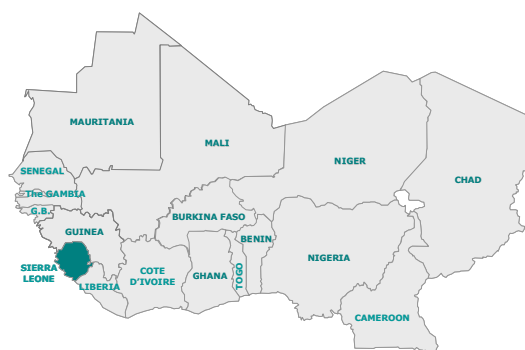 MAURITANIA
MALI
NIGER
CHAD
SENEGAL
The GAMBIA
G.B.
GUINEA
BURKINA FASO
BENIN
NIGERIA
SIERRA
LEONE
LIBERIA
COTE
D'IVOIRE
GHANA
TOGO
CAMEROON